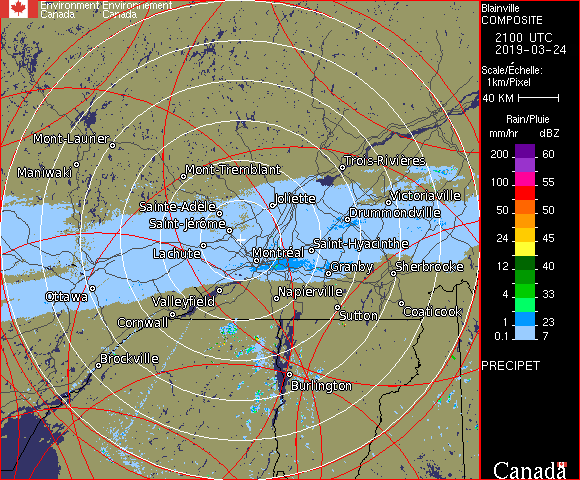 Environment Environnement
Canada Canada
Blainville
COMPOSITE
2100 UTC
2019-03-24
Scale/Échelle:
1km/Pixel
40 KM
Rain/Pluie
mm/hr dBZ
200 60
100 55
50 50
24 45
12 40
4 33
1 23
0.1 7
PRECIPET
Canada
Mont-Laurier
Maniwaki
Mont-Tremblant
Trois-Rivières
Sainte-Adèle
Joliette
Victoriaville
Drummondville
Saint-Jérôme
Lachute
Montréal
Saint-Hyacinthe
Granby
Sherbrooke
Ottawa
Valleyfield
Napierville
Cornwall
Sutton
Coaticook
Brockville
Burlington